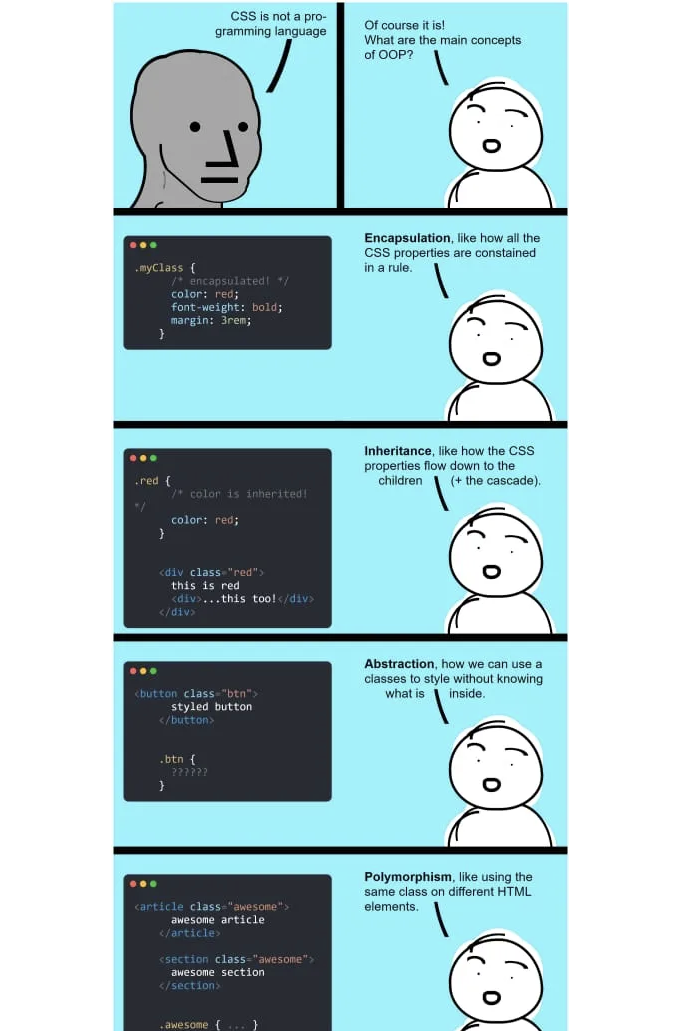 CSS is not a pro-
gramming language
Of course it is!
What are the main concepts
of OOP?
.myClass {
/* encapsulated! */
color: red;
font-weight: bold;
margin: 3rem;
}
Encapsulation, like how all the
CSS properties are constained
in a rule.
.red {
/* color is inherited!
*/
color: red;
}
<div class="red">
this is red
<div>...this too!</div>
</div>
Inheritance, like how the CSS
properties flow down to the
children (+ the cascade).
<button class="btn">
styled button
</button>
.btn {
??????
}
Abstraction, how we can use a
classes to style without knowing
what is inside.
<article class="awesome">
awesome article
</article>
<section class="awesome">
awesome section
</section>
.awesome { ... }
Polymorphism, like using the
same class on different HTML
elements.